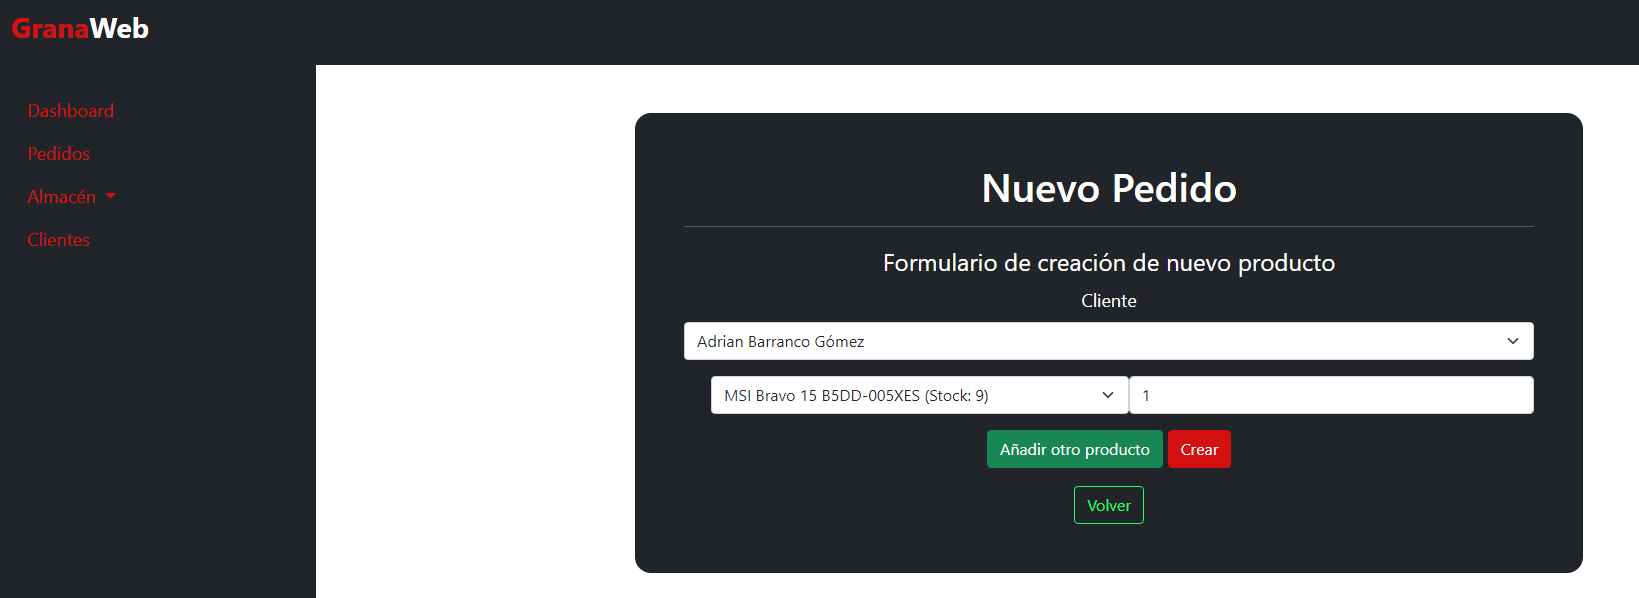 GranaWeb
Dashboard
Pedidos
Almacén
Clientes
Nuevo Pedido
Formulario de creación de nuevo producto
Cliente
Adrian Barranco Gómez
MSI Bravo 15 B5DD-005XES (Stock: 9) 1
Añadir otro producto Crear
Volver